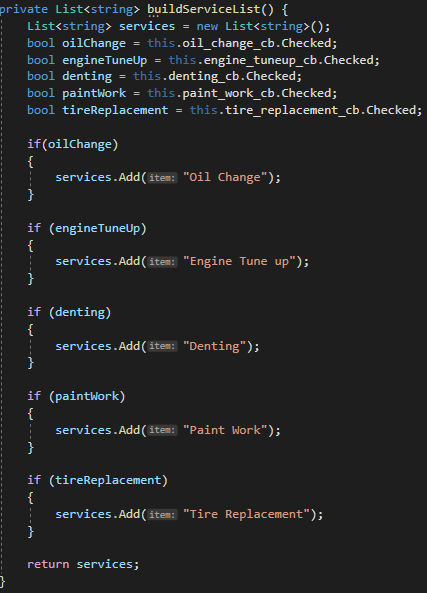 private List<string> buildServiceList() {
    List<string> services = new List<string>();
    bool oilChange = this.oil_change_cb.Checked;
    bool engineTuneUp = this.engine_tuneup_cb.Checked;
    bool denting = this.denting_cb.Checked;
    bool paintWork = this.paint_work_cb.Checked;
    bool tireReplacement = this.tire_replacement_cb.Checked;

    if(oilChange)
    {
        services.Add(item: "Oil Change");
    }

    if (engineTuneUp)
    {
        services.Add(item: "Engine Tune up");
    }

    if (denting)
    {
        services.Add(item: "Denting");
    }

    if (paintWork)
    {
        services.Add(item: "Paint Work");
    }

    if (tireReplacement)
    {
        services.Add(item: "Tire Replacement");
    }

    return services;
}